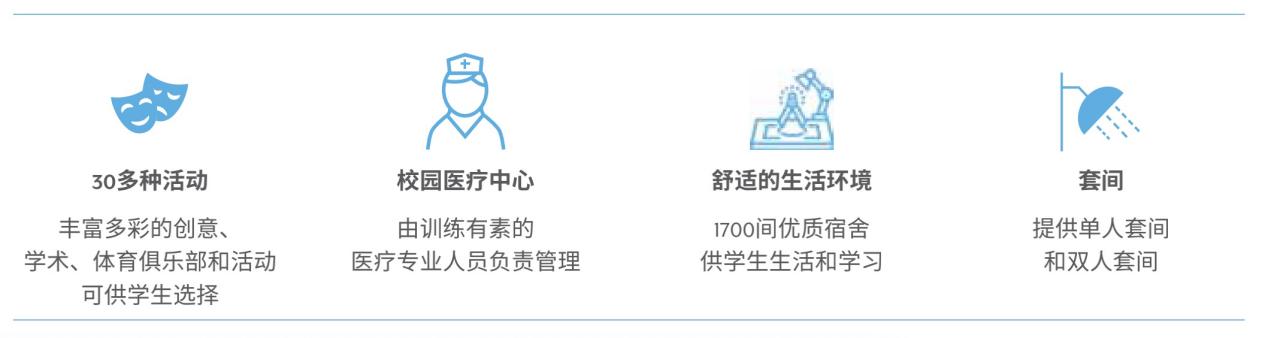 30多种活动
丰富多彩的创意、
学术、体育俱乐部和活动
可供学生选择
校园医疗中心
由训练有素的
医疗专业人员负责管理
舒适的生活环境
1700间优质宿舍
供学生生活和学习
套间
提供单人套间
和双人套间